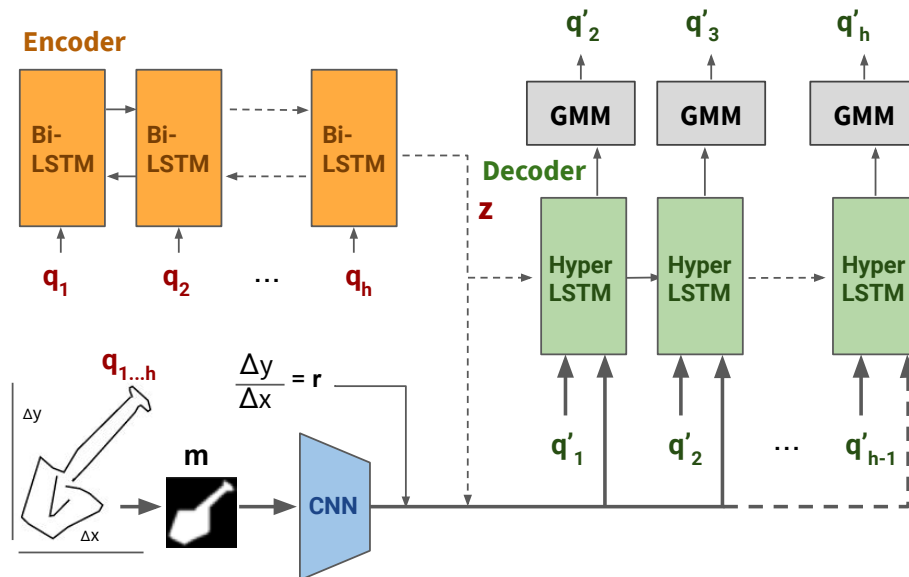 Encoder
Bi-
LSTM
Bi-
LSTM
Bi-
LSTM
q1
q2
...
qh
q'2
q'3
q'h
GMM
GMM
GMM
Decoder
z
Hyper
LSTM
Hyper
LSTM
Hyper
LSTM
q'1
q'2
...
q'h-1
q1...h
Δy
Δx
Δy
Δx
= r
m
CNN